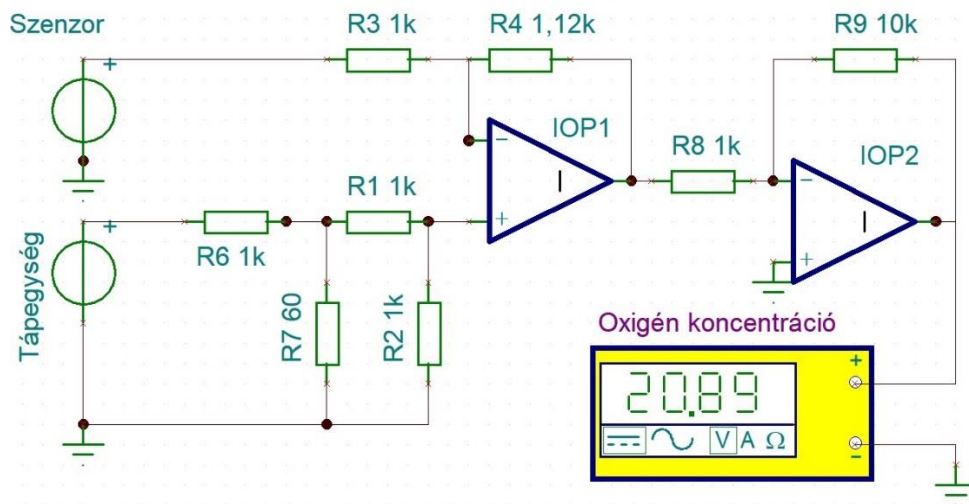 Szenzor
R3 1k
R4 1,12k
R9 10k
+
IOP1
-
+
R8 1k
IOP2
-
+
R1 1k
+
R6 1k
Tápegység
R7 60
R2 1k
Oxigén koncentráció
20.89
V A Ω
+
-